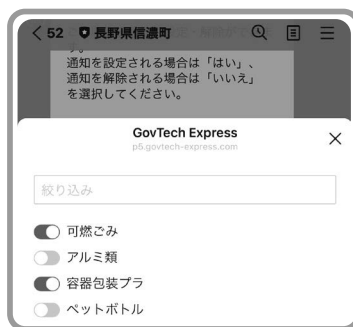 52 長野県信濃町
す。
通知を設定される場合は「はい」、
通知を解除される場合は「いいえ」
を選択してください。
GovTech Express
p5.govtech-express.com
絞り込み
可燃ごみ
アルミ類
容器包装プラ
ペットボトル